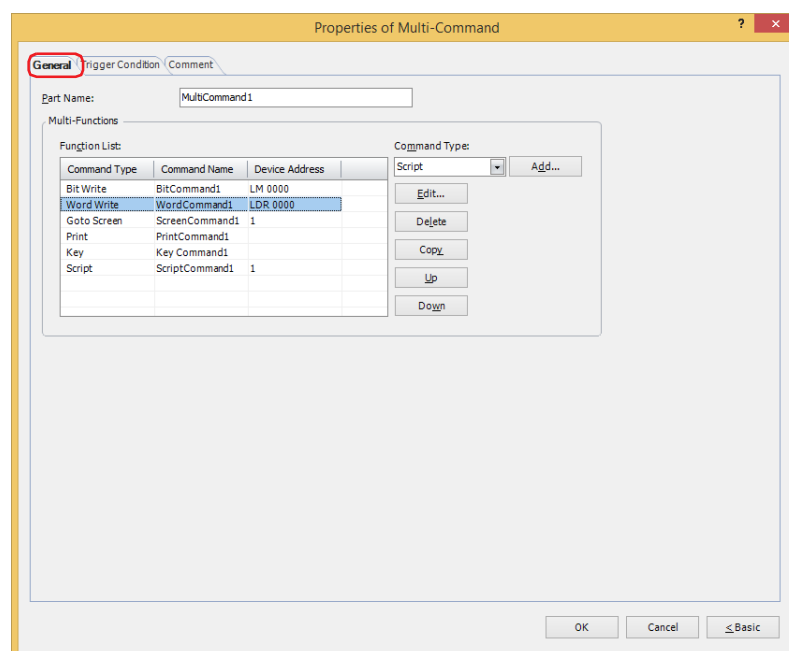 Properties of Multi-Command ? ×
General Trigger Condition Comment
Part Name: MultiCommand1
Multi-Functions
Function List: Command Type:
Command Type Command Name Device Address Script Add...
Bit Write BitCommand1 LM 0000 Edit...
Word Write WordCommand1 LDR 0000
Goto Screen ScreenCommand1 1 Delete
Print PrintCommand1
Key Key Command1 Copy
Script ScriptCommand1 1
Up
Down
OK Cancel < Basic